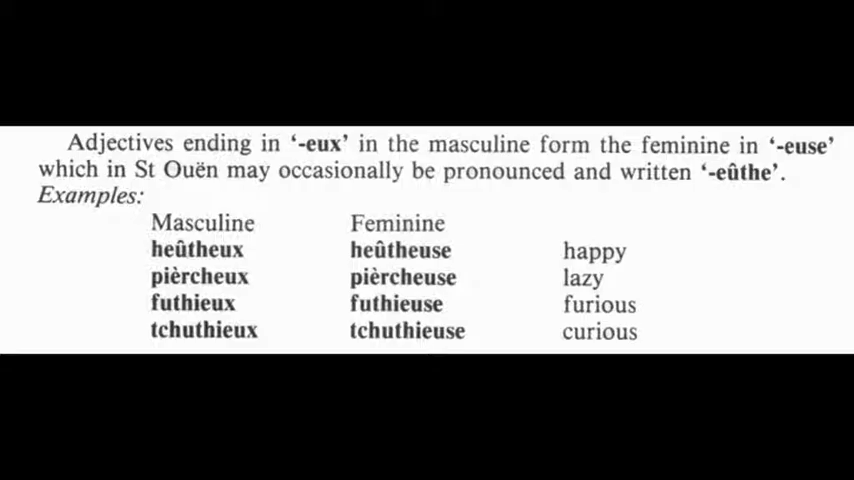 Adjectives ending in ‘-eux’ in the masculine form the feminine in ‘-euse’
which in St Ouën may occasionally be pronounced and written ‘-eûthe’.
Examples:
Masculine Feminine
heûtheux heûtheuse happy
pièrcheux pièrcheuse lazy
futhieux futhieuse furious
tchuthieux tchuthieuse curious